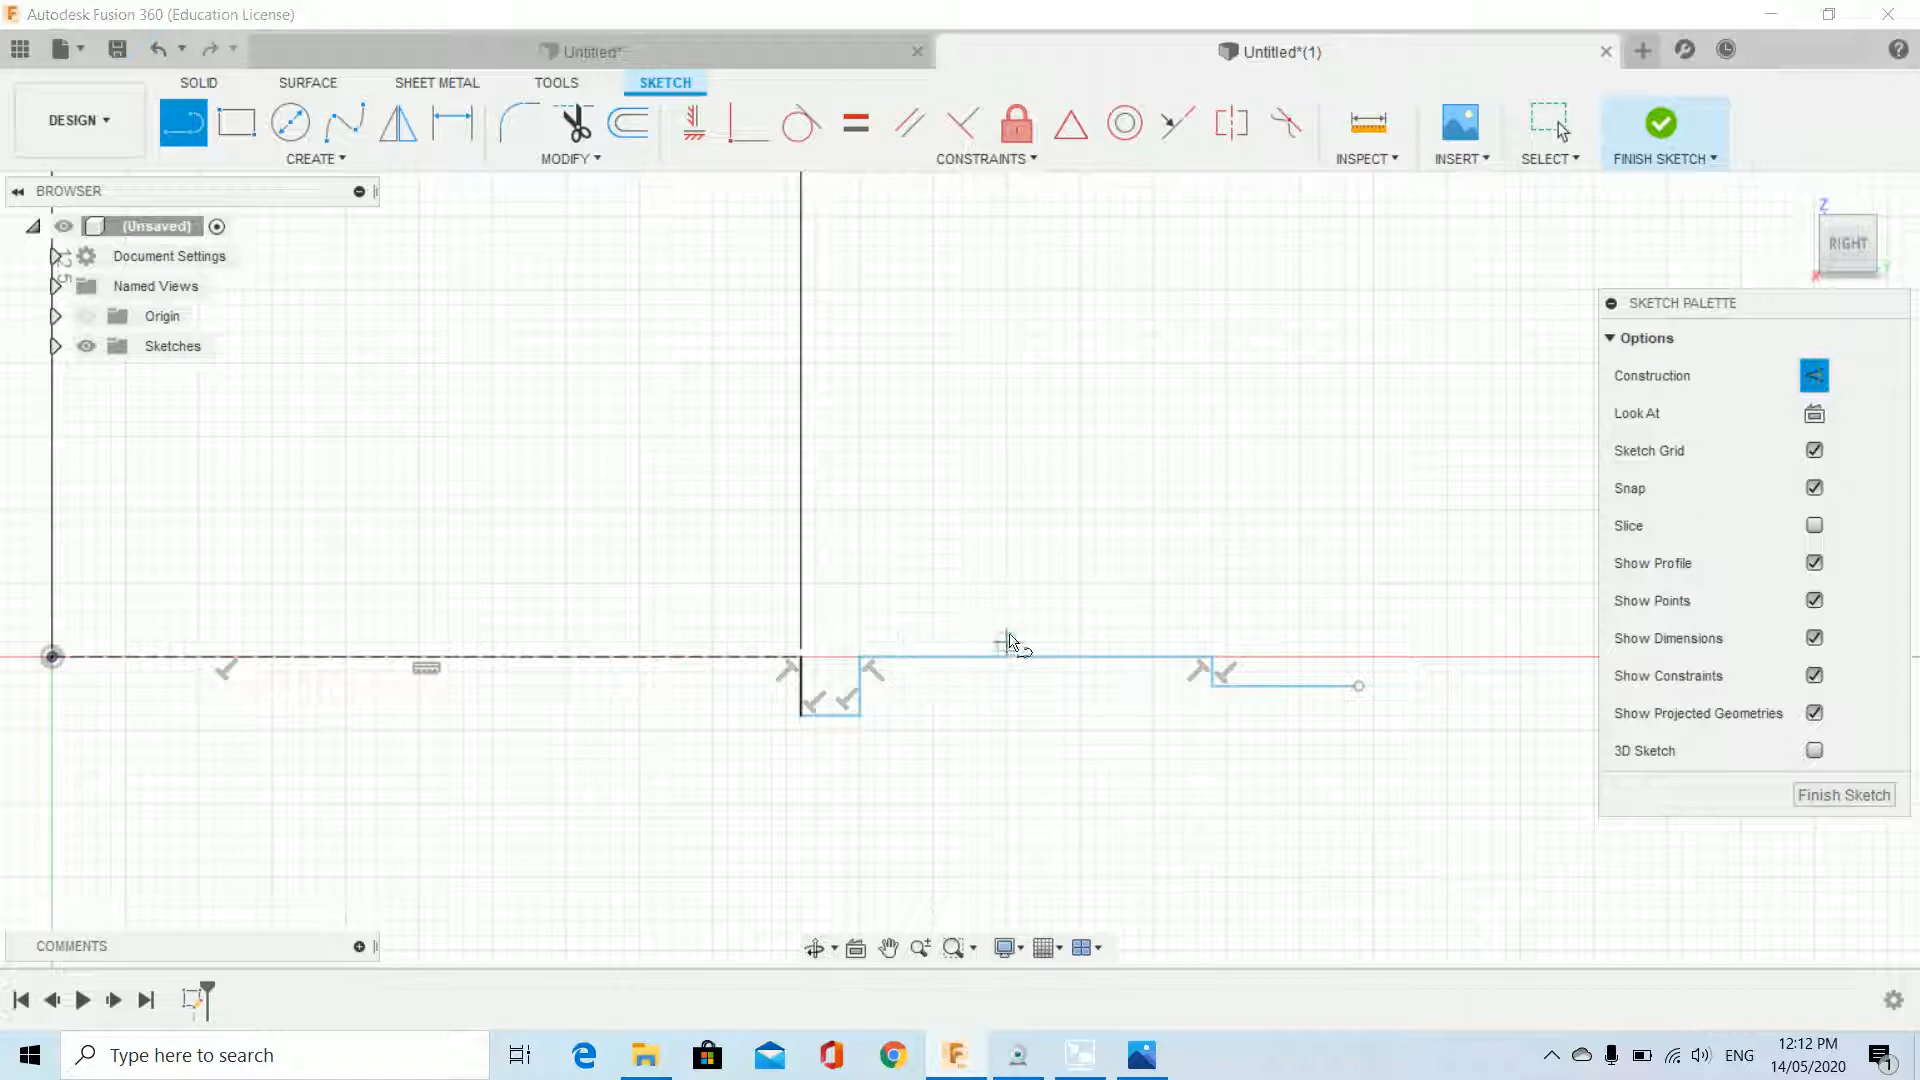 Autodesk Fusion 360 (Education License)
Untitled*
Untitled*(1)
SOLID SURFACE SHEET METAL TOOLS SKETCH
DESIGN
CREATE MODIFY CONSTRAINTS INSPECT INSERT SELECT FINISH SKETCH
BROWSER
(Unsaved)
Document Settings
Named Views
Origin
Sketches
12.5
Z
RIGHT
X
Y
SKETCH PALETTE
Options
Construction
Look At
Sketch Grid
Snap
Slice
Show Profile
Show Points
Show Dimensions
Show Constraints
Show Projected Geometries
3D Sketch
Finish Sketch
COMMENTS
Type here to search
ENG
12:12 PM
14/05/2020
1